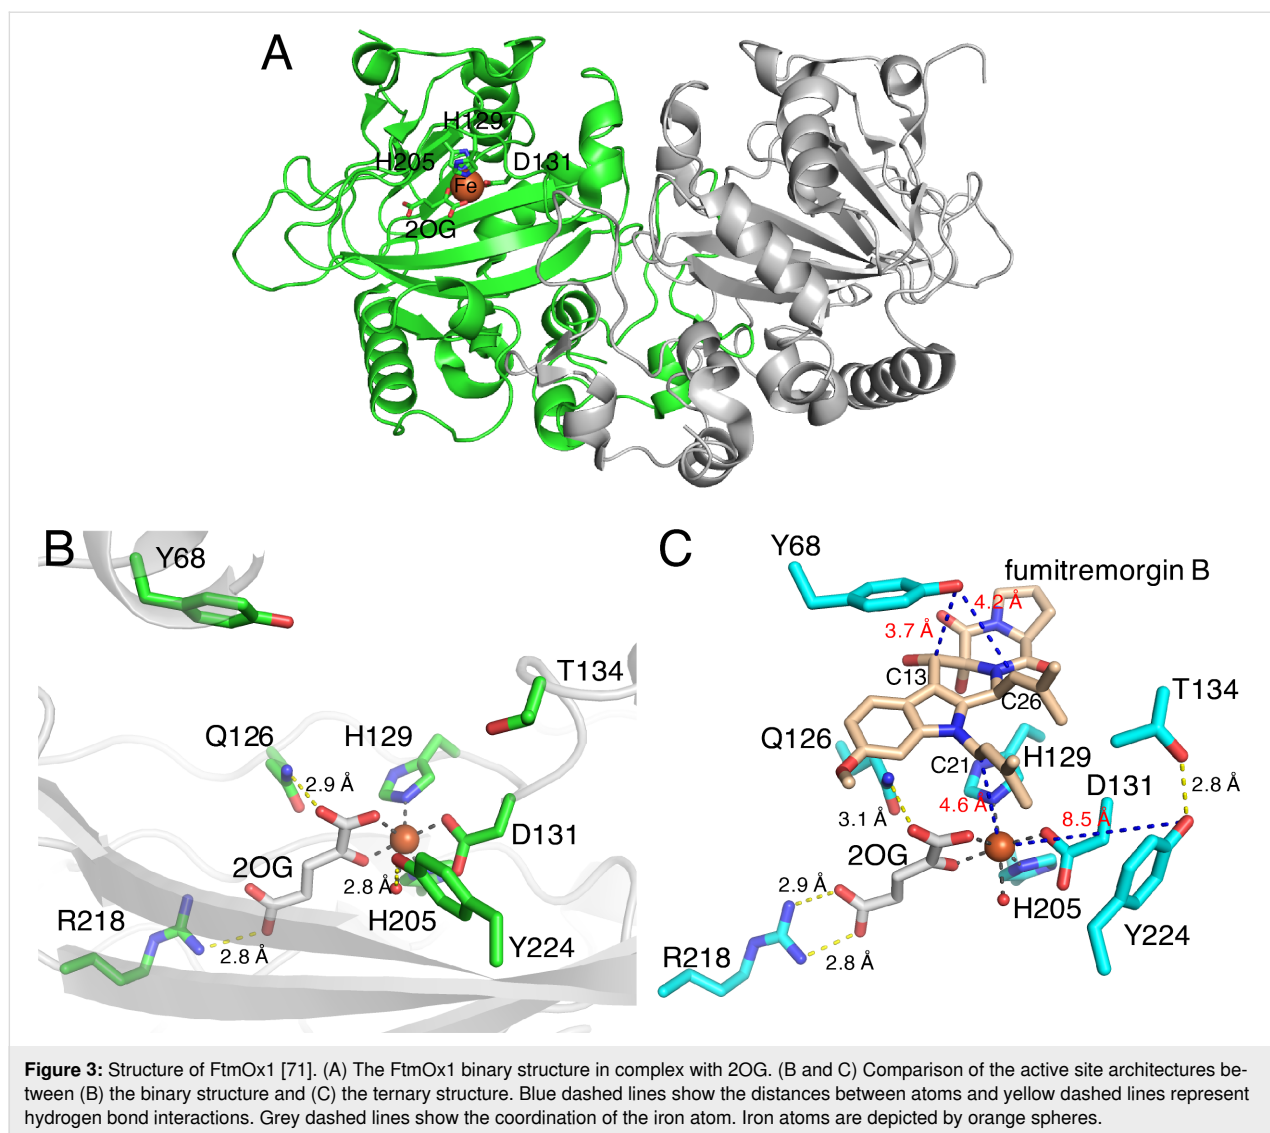 A
H129
H205
D131
Fe
2OG
B
Y68
T134
Q126
H129
2.9 Å
D131
2OG
2.8 Å
H205
R218
2.8 Å
Y224
C
Y68
fumitremorgin B
4.2 Å
3.7 Å
C13
C26
T134
Q126
C21
H129
D131
2.8 Å
4.6 Å
8.5 Å
3.1 Å
2OG
2.9 Å
H205
Y224
R218
2.8 Å
Figure 3: Structure of FtmOx1 [71]. (A) The FtmOx1 binary structure in complex with 2OG. (B and C) Comparison of the active site architectures be-
tween (B) the binary structure and (C) the ternary structure. Blue dashed lines show the distances between atoms and yellow dashed lines represent
hydrogen bond interactions. Grey dashed lines show the coordination of the iron atom. Iron atoms are depicted by orange spheres.